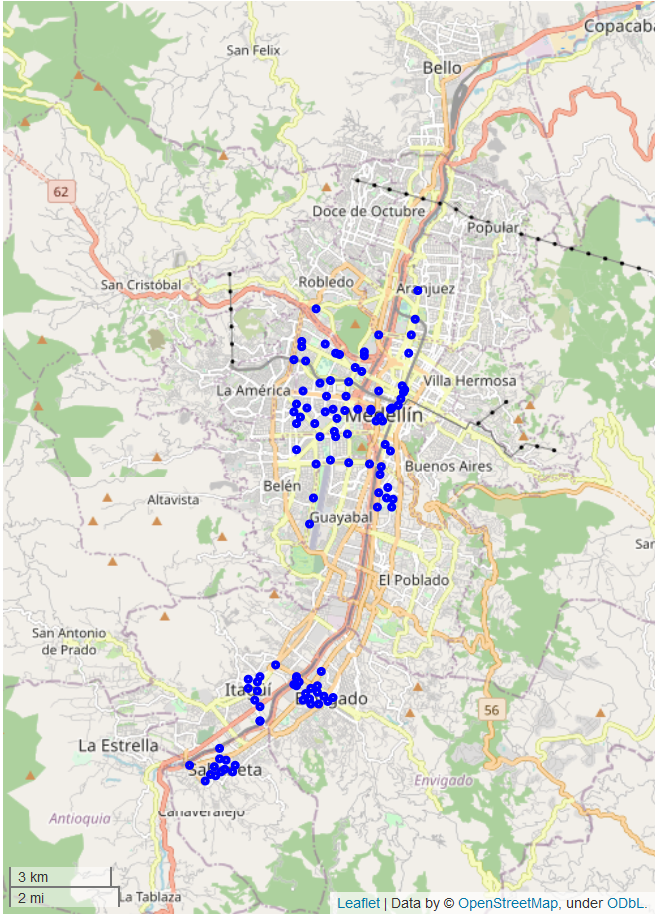 Copacaba
San Felix
Bello
62
Doce de Octubre
Popular
San Cristóbal
Robledo
Aranjuez
La América
Villa Hermosa
Medellín
Buenos Aires
Belén
Altavista
Guayabal
San
El Poblado
San Antonio
de Prado
Itagüí
Envigado
56
La Estrella
Sabaneta
Envigado
Cañaveralejo
Antioquia
3 km
2 mi
La Tablaza
Leaflet | Data by © OpenStreetMap, under ODbL.